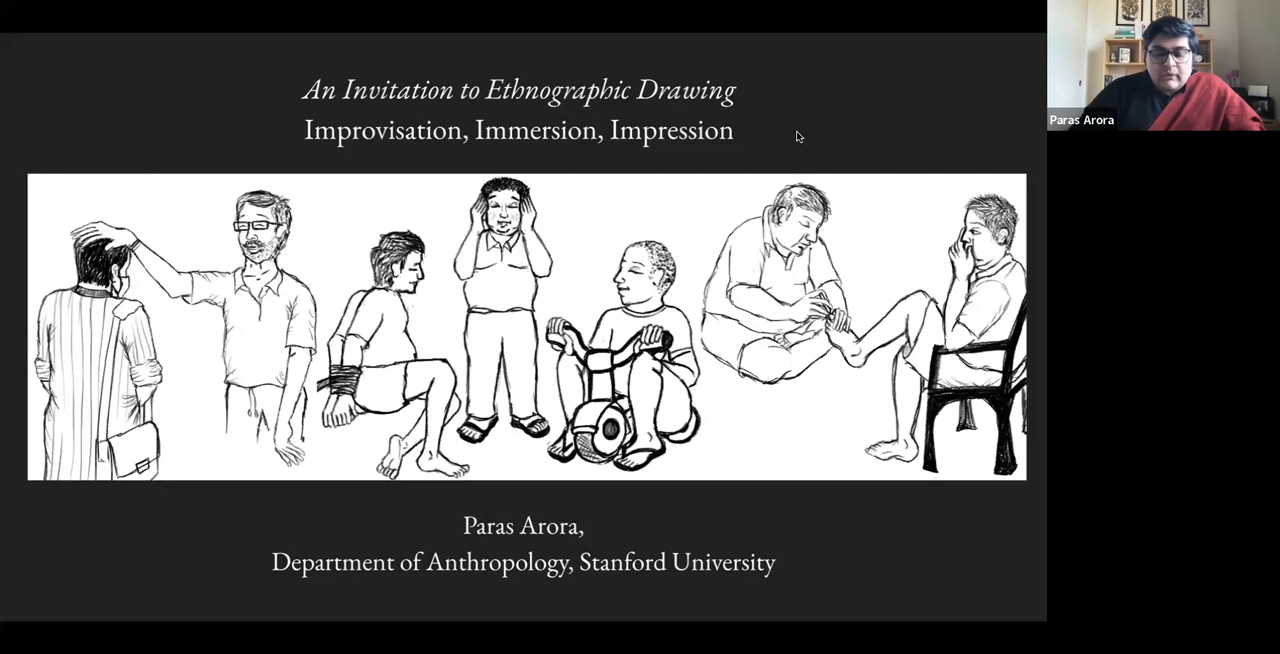 An Invitation to Ethnographic Drawing
Improvisation, Immersion, Impression
Paras Arora,
Department of Anthropology, Stanford University
Paras Arora